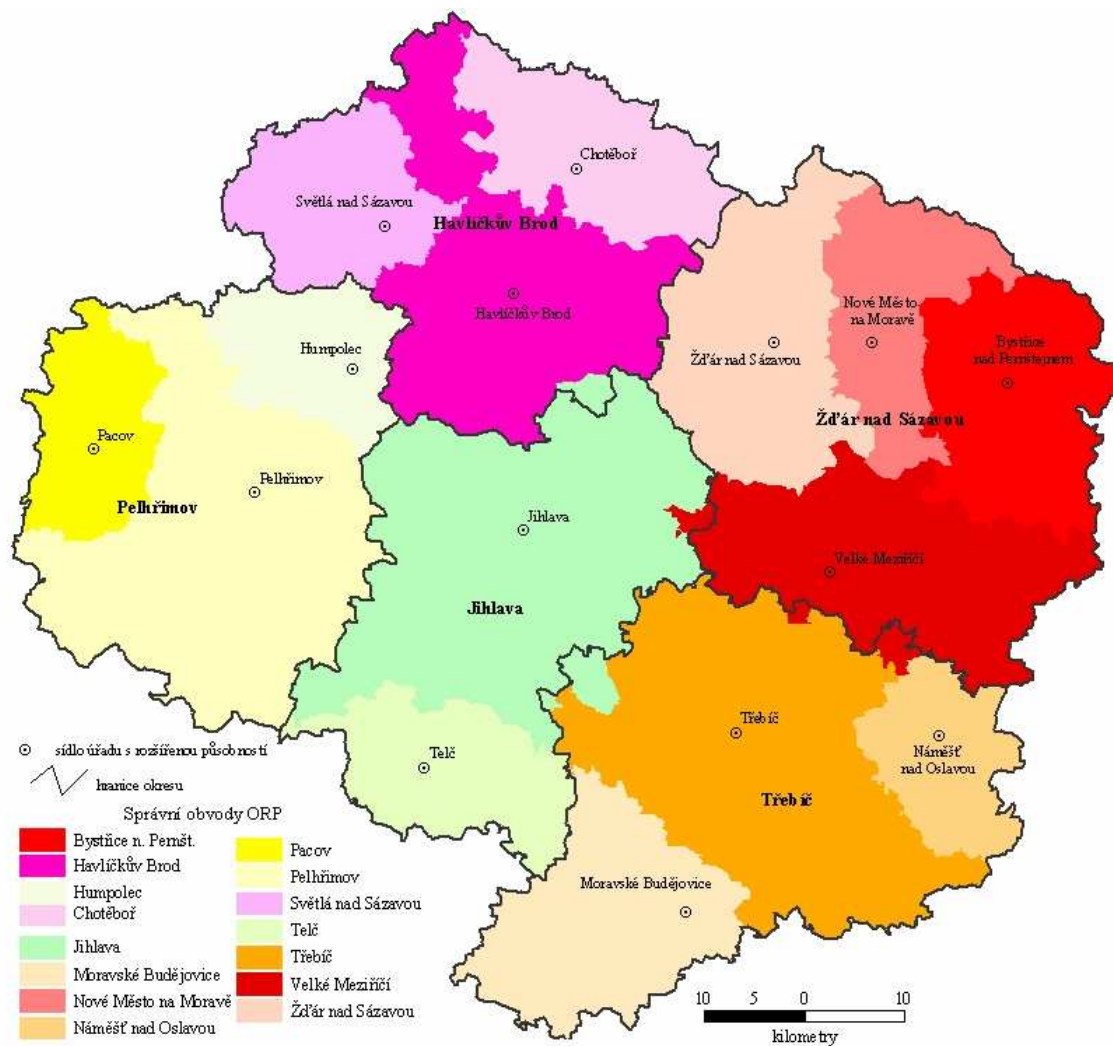 Chotěboř
Světlá nad Sázavou
Havlíčkův Brod
Havlíčkův Brod
Nové Město
na Moravě
Humpolec
Žďár nad Sázavou
Bystřice
nad Pernštejnem
Žďár nad Sázavou
Pacov
Pelhřimov
Pelhřimov
Jihlava
Velké Meziříčí
Jihlava
Třebíč
Telč
Náměšť
nad Oslavou
Třebíč
Moravské Budějovice
sídlo úřadu s rozšířenou působností
hranice okresu
Správní obvody ORP
Bystřice n. Pernšt.
Havlíčkův Brod
Humpolec
Chotěboř
Jihlava
Moravské Budějovice
Nové Město na Moravě
Náměšť nad Oslavou
Pacov
Pelhřimov
Světlá nad Sázavou
Telč
Třebíč
Velké Meziříčí
Žďár nad Sázavou
10 5 0 10
kilometry